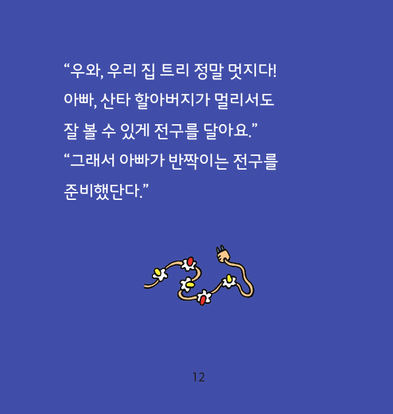 “우와, 우리 집 트리 정말 멋지다!
아빠, 산타 할아버지가 멀리서도
잘 볼 수 있게 전구를 달아요.”
“그래서 아빠가 반짝이는 전구를
준비했단다.”
12